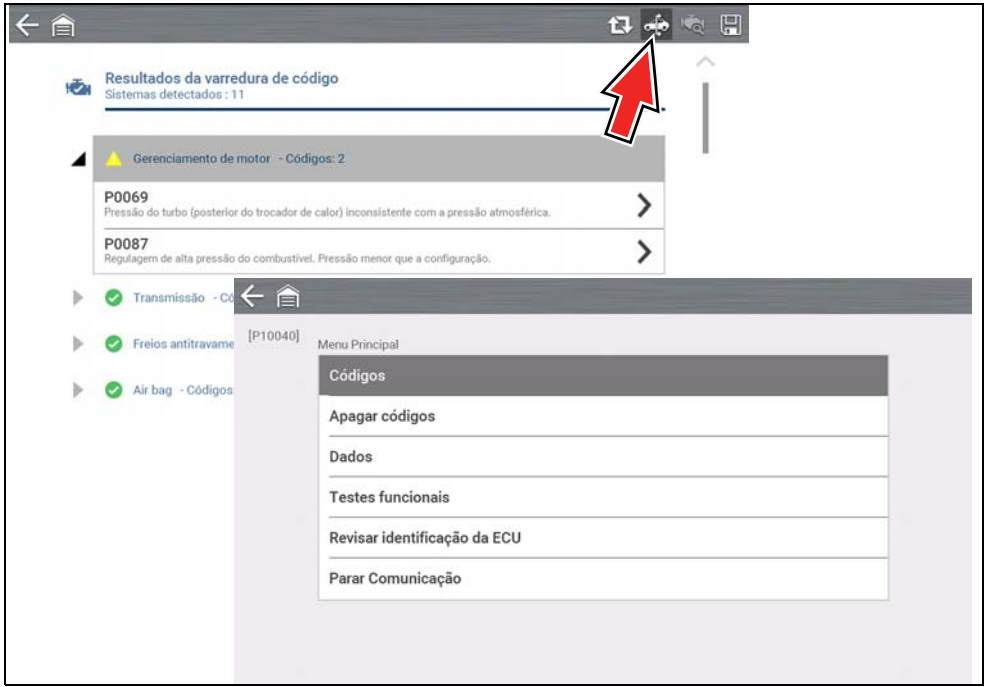 Resultados da varredura de código
Sistemas detectados : 11
Gerenciamento de motor - Códigos: 2
P0069
Pressão do turbo (posterior do trocador de calor) inconsistente com a pressão atmosférica.
P0087
Regulagem de alta pressão do combustível. Pressão menor que a configuração.
Transmissão - Có
Freios antitravame
Air bag - Códigos
[P10040]
Menu Principal
Códigos
Apagar códigos
Dados
Testes funcionais
Revisar identificação da ECU
Parar Comunicação